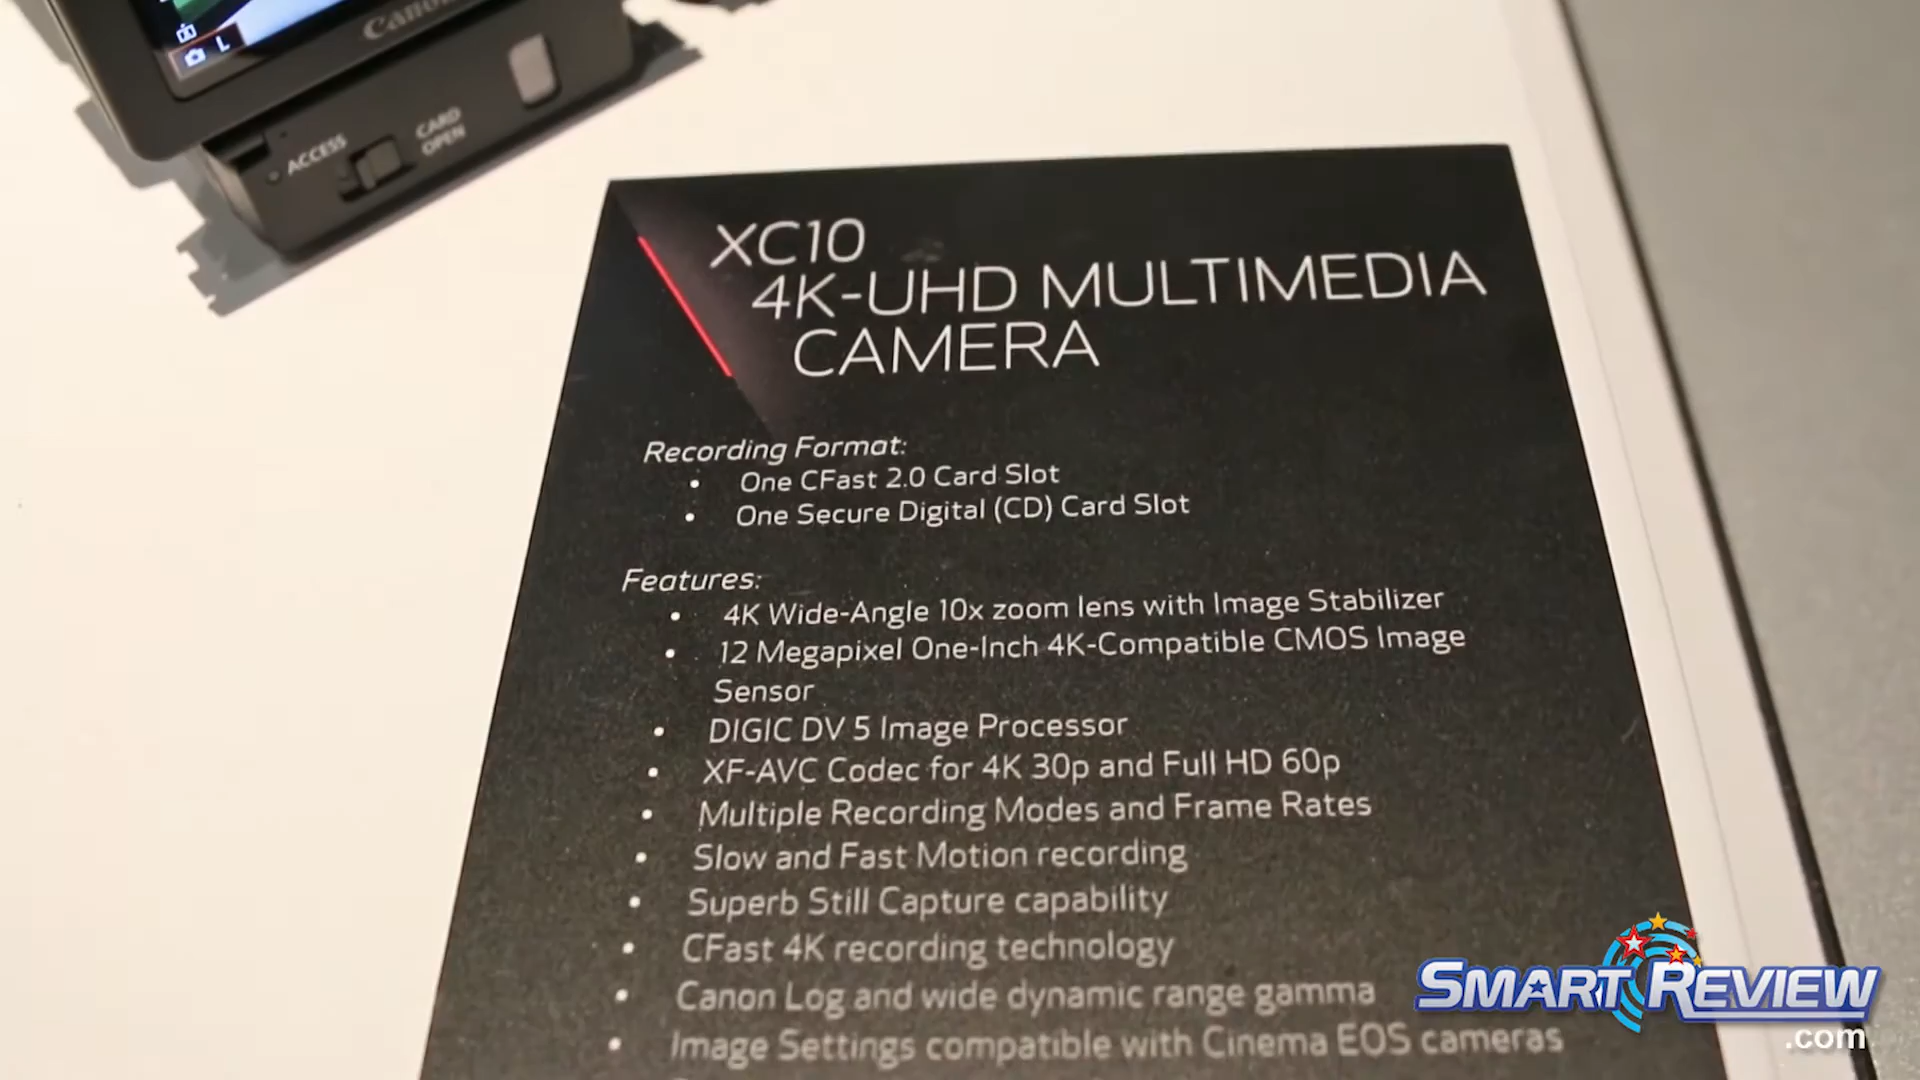 L
Canon
ACCESS
CARD
OPEN
XC10
4K-UHD MULTIMEDIA
CAMERA
Recording Format:
• One CFast 2.0 Card Slot
• One Secure Digital (CD) Card Slot
Features:
• 4K Wide-Angle 10x zoom lens with Image Stabilizer
• 12 Megapixel One-Inch 4K-Compatible CMOS Image
Sensor
• DIGIC DV 5 Image Processor
• XF-AVC Codec for 4K 30p and Full HD 60p
• Multiple Recording Modes and Frame Rates
• Slow and Fast Motion recording
• Superb Still Capture capability
• CFast 4K recording technology
• Canon Log and wide dynamic range gamma
• Image Settings compatible with Cinema EOS cameras
SMART REVIEW
.com